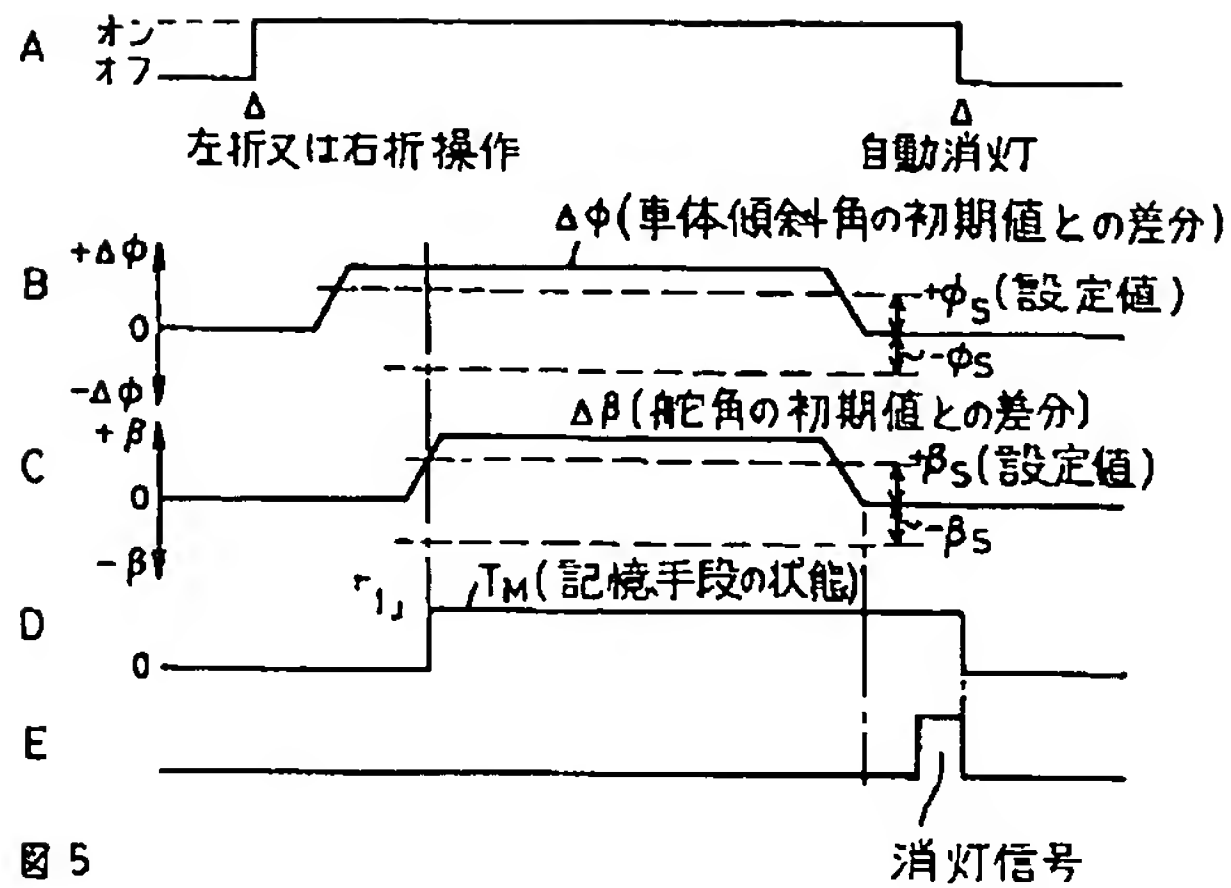 A
オン
オフ
Δ
Δ
左折又は右折操作
自動消灯
Δφ(車体傾斜角の初期値との差分)
+Δφ
B
0
-Δφ
+φS(設定値)
-φS
Δβ(舵角の初期値との差分)
+β
C
0
-β
+βS(設定値)
-βS
TM(記憶手段の状態)
「1」
D
0
E
消灯信号
図5